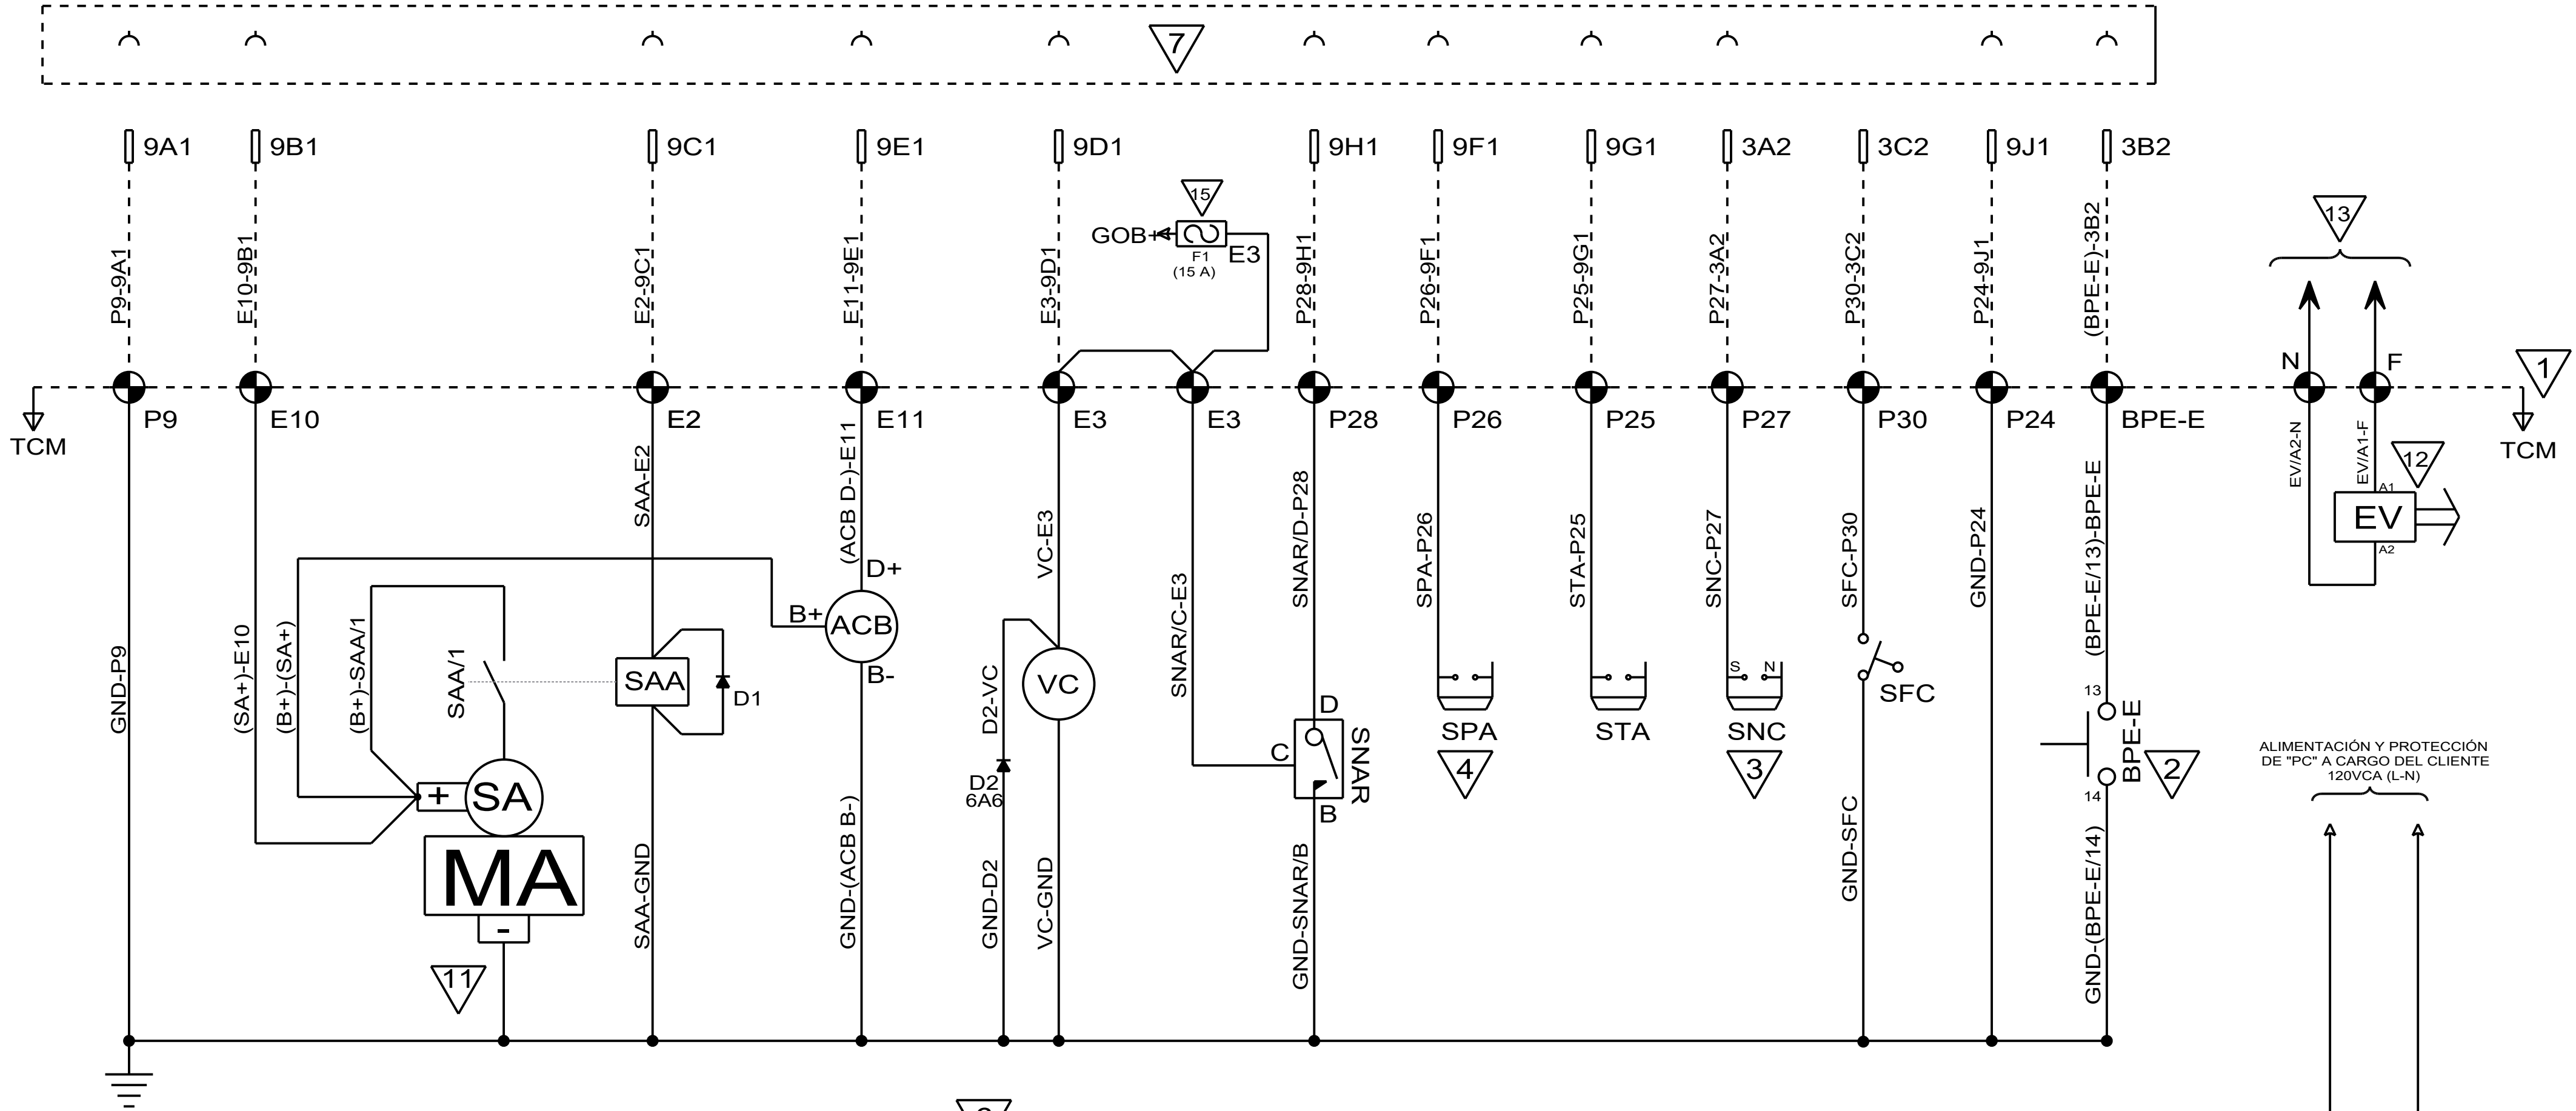 7
9A1
9B1
9C1
9E1
9D1
9H1
9F1
9G1
3A2
3C2
9J1
3B2
P9-9A1
E10-9B1
E2-9C1
E11-9E1
E3-9D1
15
GOB+
E3
F1
(15 A)
P28-9H1
P26-9F1
P25-9G1
P27-3A2
P30-3C2
P24-9J1
(BPE-E)-3B2
13
N
F
1
TCM
P9
E10
E2
E11
E3
E3
P28
P26
P25
P27
P30
P24
BPE-E
TCM
GND-P9
(SA+)-E10
(B+)-(SA+)
(B+)-SAA/1
SAA/1
+
SA
MA
-
11
SAA-E2
SAA
D1
SAA-GND
(ACB D-)-E11
D+
B+
ACB
B-
GND-(ACB B-)
D2-VC
D2
6A6
GND-D2
VC-E3
VC
VC-GND
SNAR/C-E3
SNAR/D-P28
D
C
B
SNAR
GND-SNAR/B
SPA-P26
SPA
4
STA-P25
STA
SNC-P27
S
N
SNC
3
SFC-P30
SFC
GND-SFC
GND-P24
(BPE-E/13)-BPE-E
13
14
BPE-E
2
GND-(BPE-E/14)
EV/A2-N
EV/A1-F
12
A1
EV
A2
ALIMENTACIÓN Y PROTECCIÓN
DE "PC" A CARGO DEL CLIENTE
120VCA (L-N)